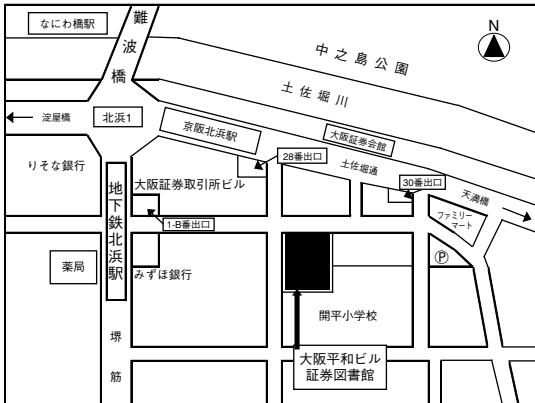 なにわ橋駅
難波橋
N
中之島公園
土佐堀川
淀屋橋
北浜1
京阪北浜駅
大阪証券会館
土佐堀通
りそな銀行
28番出口
30番出口
天満橋
地下鉄北浜駅
大阪証券取引所ビル
1-B番出口
ファミリー
マート
P
薬局
みずほ銀行
開平小学校
堺筋
大阪平和ビル
証券図書館